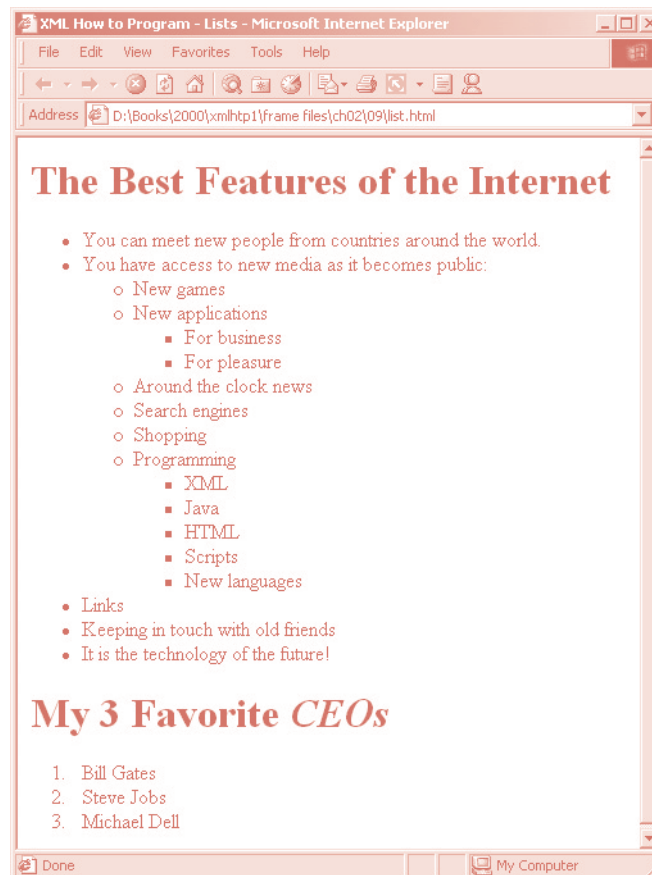 XML How to Program - Lists - Microsoft Internet Explorer
File Edit View Favorites Tools Help
Address D:\Books\2000\xmlhtp1\frame files\ch02\09\list.html
The Best Features of the Internet
• You can meet new people from countries around the world.
• You have access to new media as it becomes public:
o New games
o New applications
▪ For business
▪ For pleasure
o Around the clock news
o Search engines
o Shopping
o Programming
▪ XML
▪ Java
▪ HTML
▪ Scripts
▪ New languages
• Links
• Keeping in touch with old friends
• It is the technology of the future!
My 3 Favorite CEOs
1. Bill Gates
2. Steve Jobs
3. Michael Dell
Done My Computer